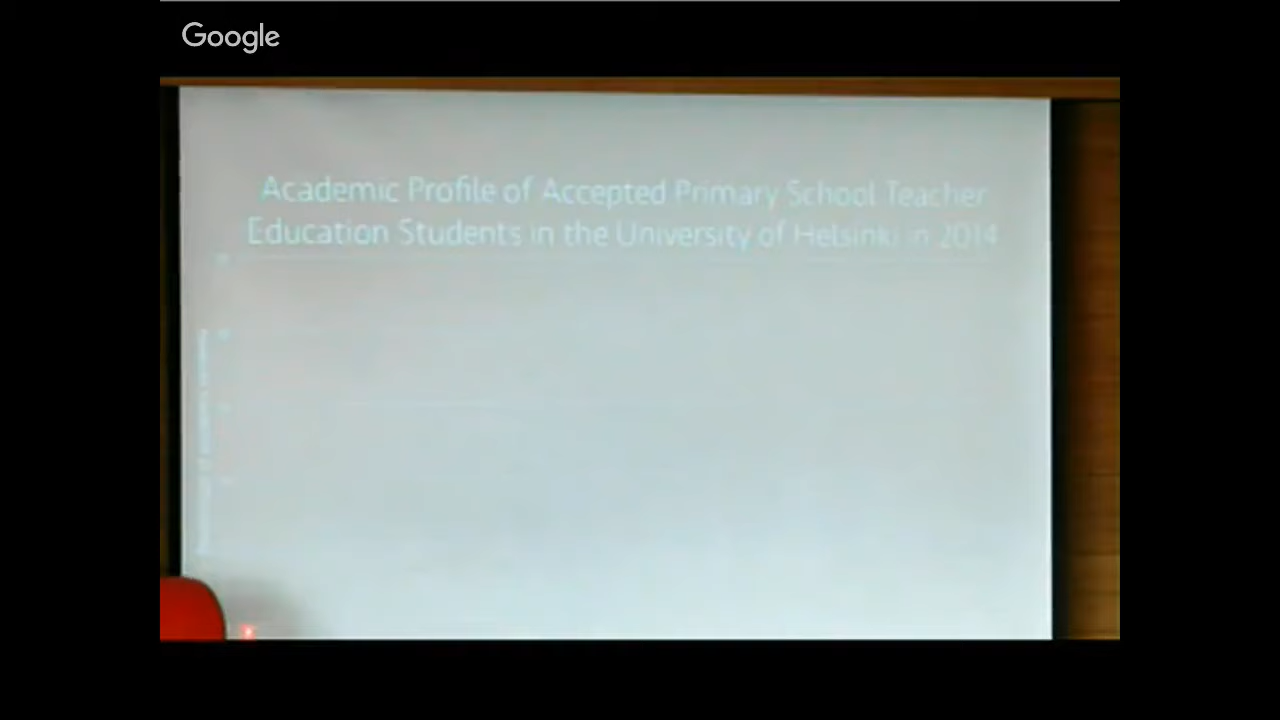 Google
Academic Profile of Accepted Primary School Teacher
Education Students in the University of Helsinki in 2014